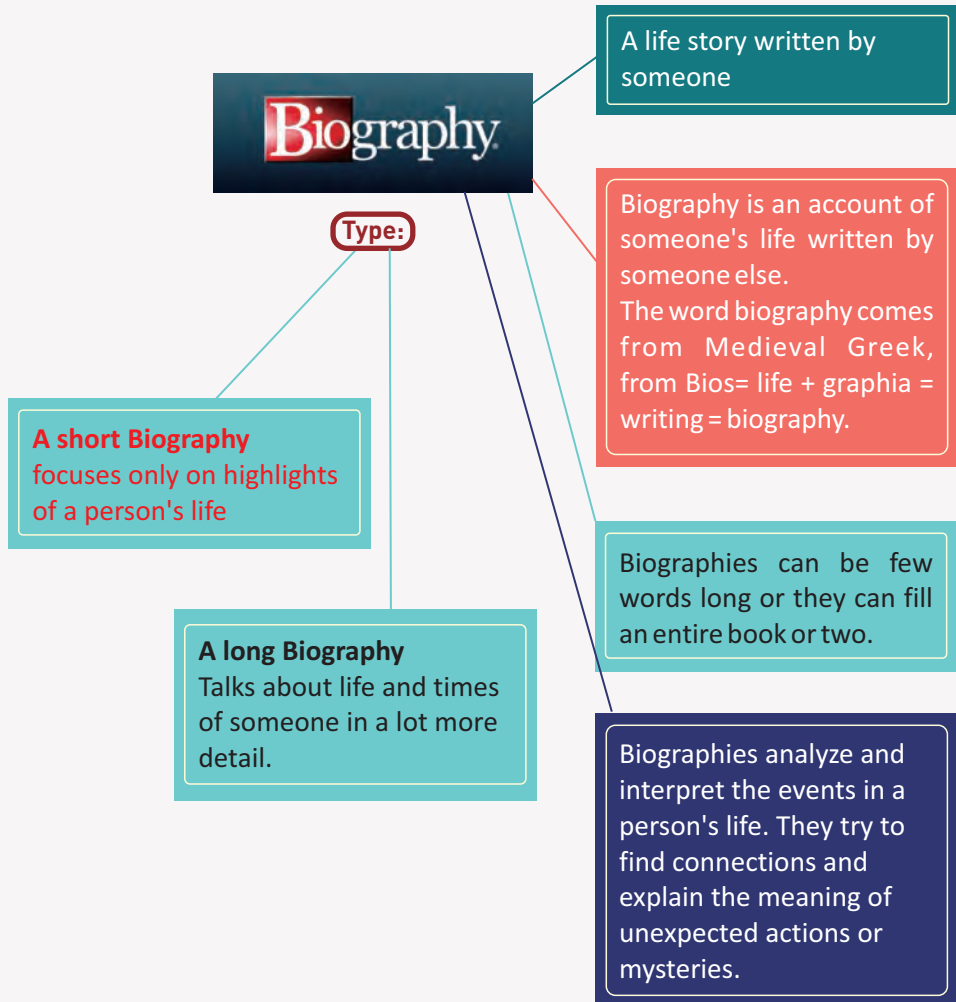 Biography.
A life story written by
someone
Biography is an account of
someone's life written by
someone else.
The word biography comes
from Medieval Greek,
from Bios= life + graphia =
writing = biography.
Type:
A short Biography
focuses only on highlights
of a person's life
A long Biography
Talks about life and times
of someone in a lot more
detail.
Biographies can be few
words long or they can fill
an entire book or two.
Biographies analyze and
interpret the events in a
person's life. They try to
find connections and
explain the meaning of
unexpected actions or
mysteries.